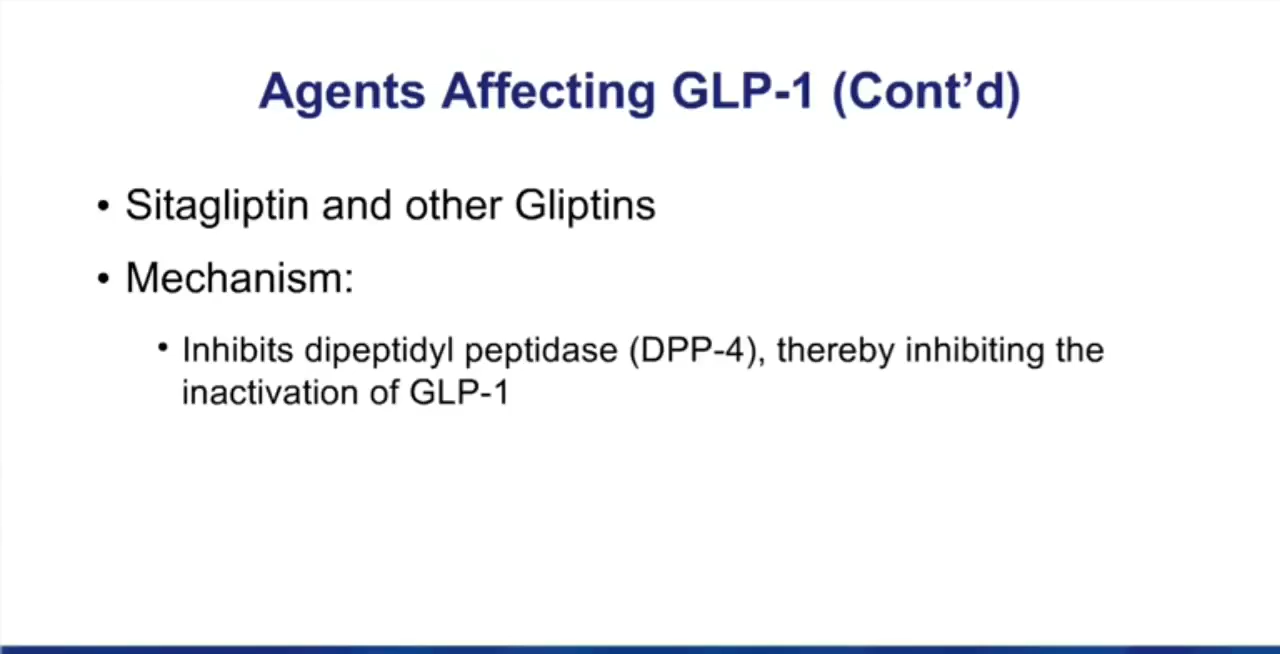 Agents Affecting GLP-1 (Cont’d)
• Sitagliptin and other Gliptins
• Mechanism:
• Inhibits dipeptidyl peptidase (DPP-4), thereby inhibiting the
inactivation of GLP-1